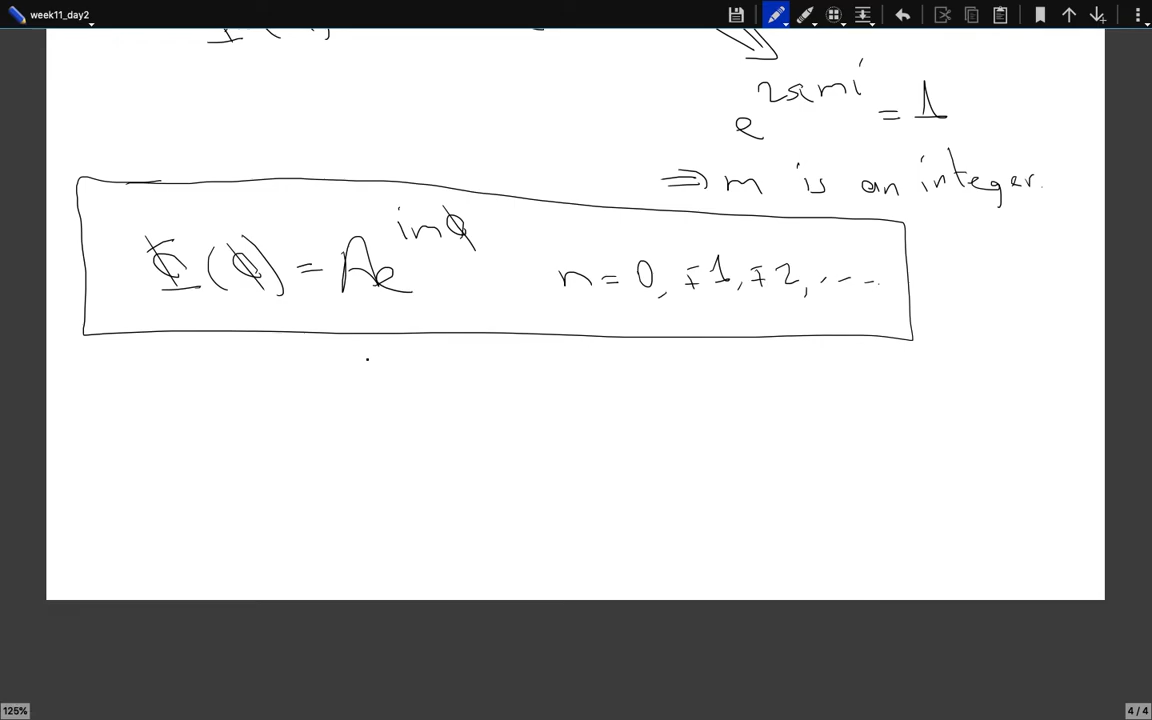 week11_day2
e^{2πmi} = 1
⇒ m is an integer.
Φ(ϕ) = Ae^{imϕ} n = 0, ∓1, ∓2, ....
125%
4 / 4